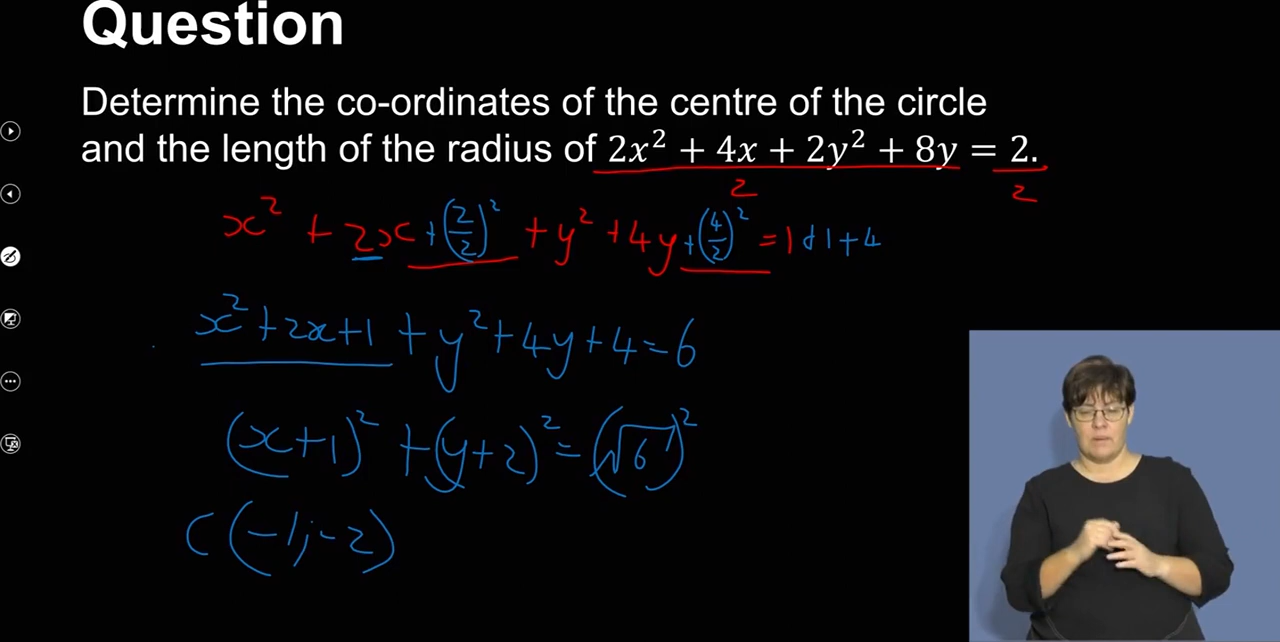 Question
Determine the co-ordinates of the centre of the circle
and the length of the radius of 2x² + 4x + 2y² + 8y = 2.
2 2
x² + 2x + (2/2)² + y² + 4y + (4/2)² = 1 + 1 + 4
x² + 2x + 1 + y² + 4y + 4 = 6
(x + 1)² + (y + 2)² = (√6)²
C (-1; -2)